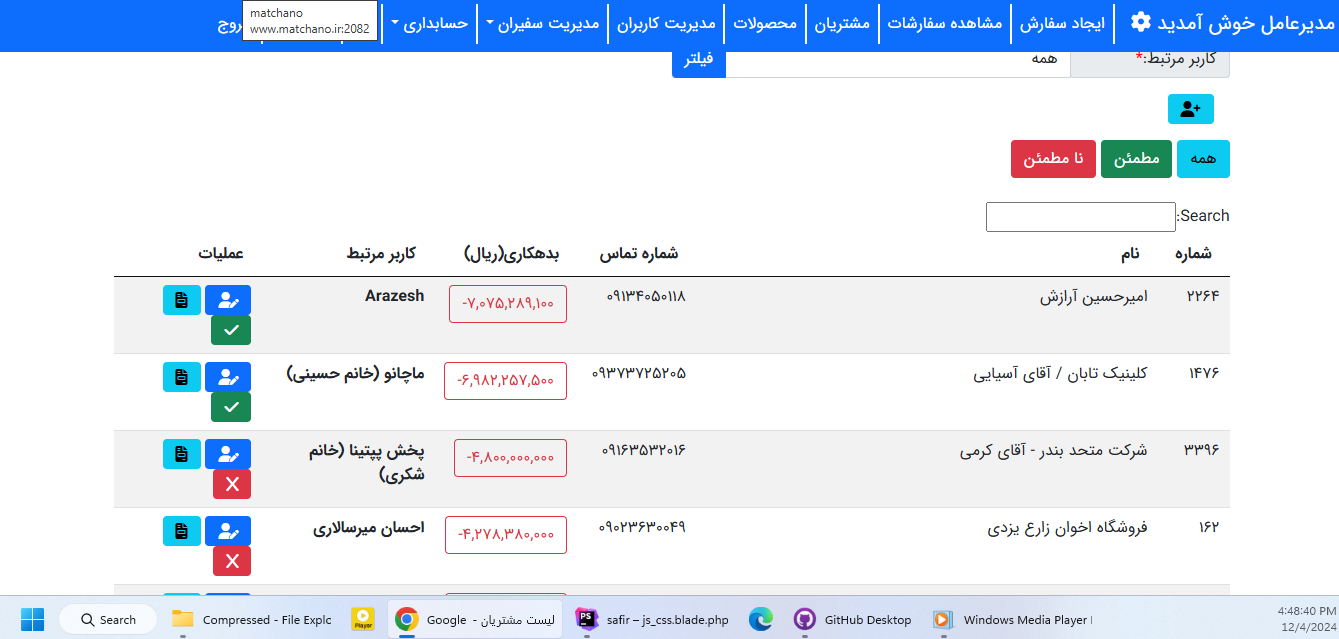 مدیرعامل خوش آمدید
ایجاد سفارش
مشاهده سفارشات
مشتریان
محصولات
مدیریت کاربران
مدیریت سفیران
حسابداری
matchano
www.matchano.ir:2082
کاربر مرتبط:*
همه
فیلتر
همه
مطمئن
نا مطمئن
Search:
شماره نام شماره تماس بدهکاری(ریال) کاربر مرتبط عملیات
۲۲۶۴ امیرحسین آرازش ۰۹۱۳۴۰۵۰۱۱۸ -۷,۰۷۵,۲۸۹,۱۰۰ Arazesh
۱۴۷۶ کلینیک تابان / آقای آسیایی ۰۹۳۷۳۷۲۵۲۰۵ -۶,۹۸۲,۲۵۷,۵۰۰ ماچانو (خانم حسینی)
۳۳۹۶ شرکت متحد بندر - آقای کرمی ۰۹۱۶۳۵۳۲۰۱۶ -۴,۸۰۰,۰۰۰,۰۰۰ پخش پپتینا (خانم
شکری)
۱۶۲ فروشگاه اخوان زارع یزدی ۰۹۰۲۳۶۳۰۰۴۹ -۴,۲۷۸,۳۸۰,۰۰۰ احسان میرسالاری
Search
Compressed - File Explc
Player
لیست مشتریان - Google
PS
safir – js_css.blade.php
GitHub Desktop
Windows Media Player
4:48:40 PM
12/4/2024